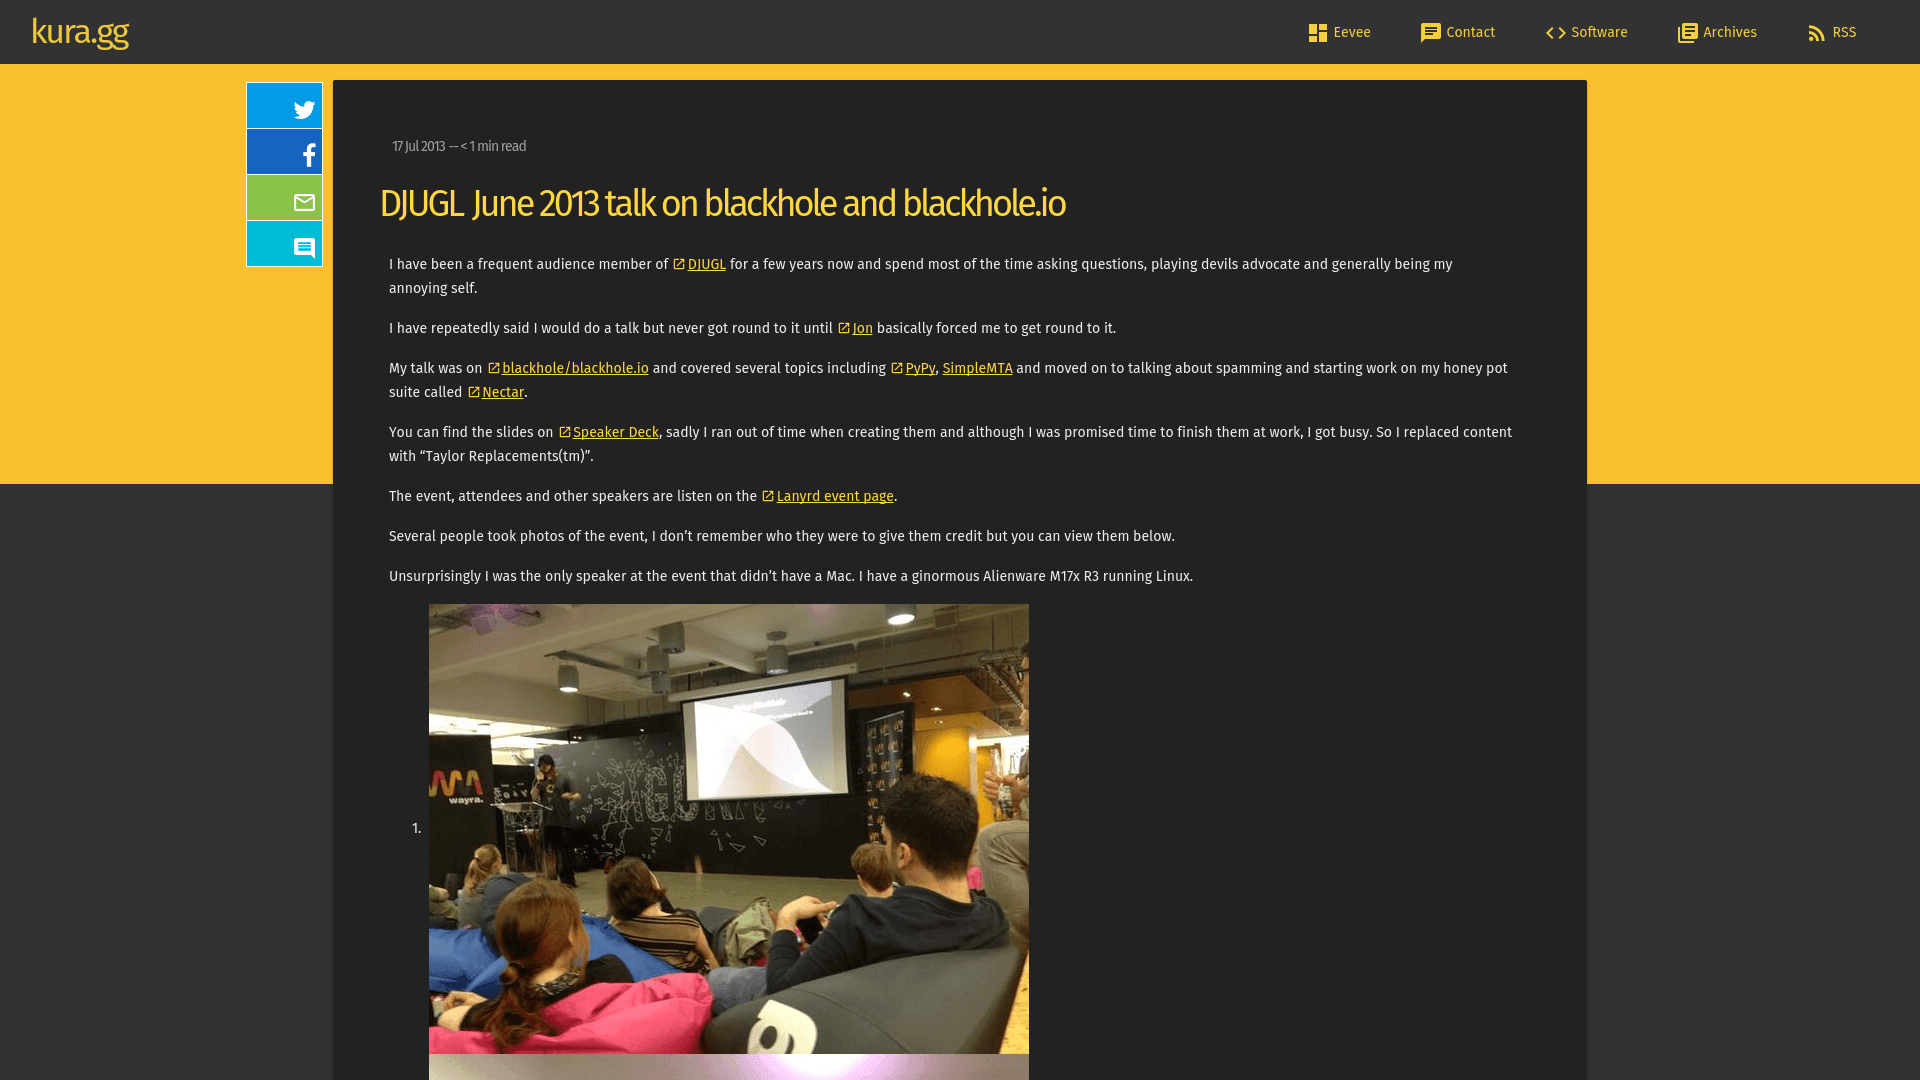 kura.gg
Eevee
Contact
Software
Archives
RSS
17 Jul 2013 -- < 1 min read
DJUGL June 2013 talk on blackhole and blackhole.io
I have been a frequent audience member of DJUGL for a few years now and spend most of the time asking questions, playing devils advocate and generally being my
annoying self.
I have repeatedly said I would do a talk but never got round to it until Jon basically forced me to get round to it.
My talk was on blackhole/blackhole.io and covered several topics including PyPy, SimpleMTA and moved on to talking about spamming and starting work on my honey pot
suite called Nectar.
You can find the slides on Speaker Deck, sadly I ran out of time when creating them and although I was promised time to finish them at work, I got busy. So I replaced content
with “Taylor Replacements(tm)”.
The event, attendees and other speakers are listen on the Lanyrd event page.
Several people took photos of the event, I don’t remember who they were to give them credit but you can view them below.
Unsurprisingly I was the only speaker at the event that didn’t have a Mac. I have a ginormous Alienware M17x R3 running Linux.
1.
wayra.